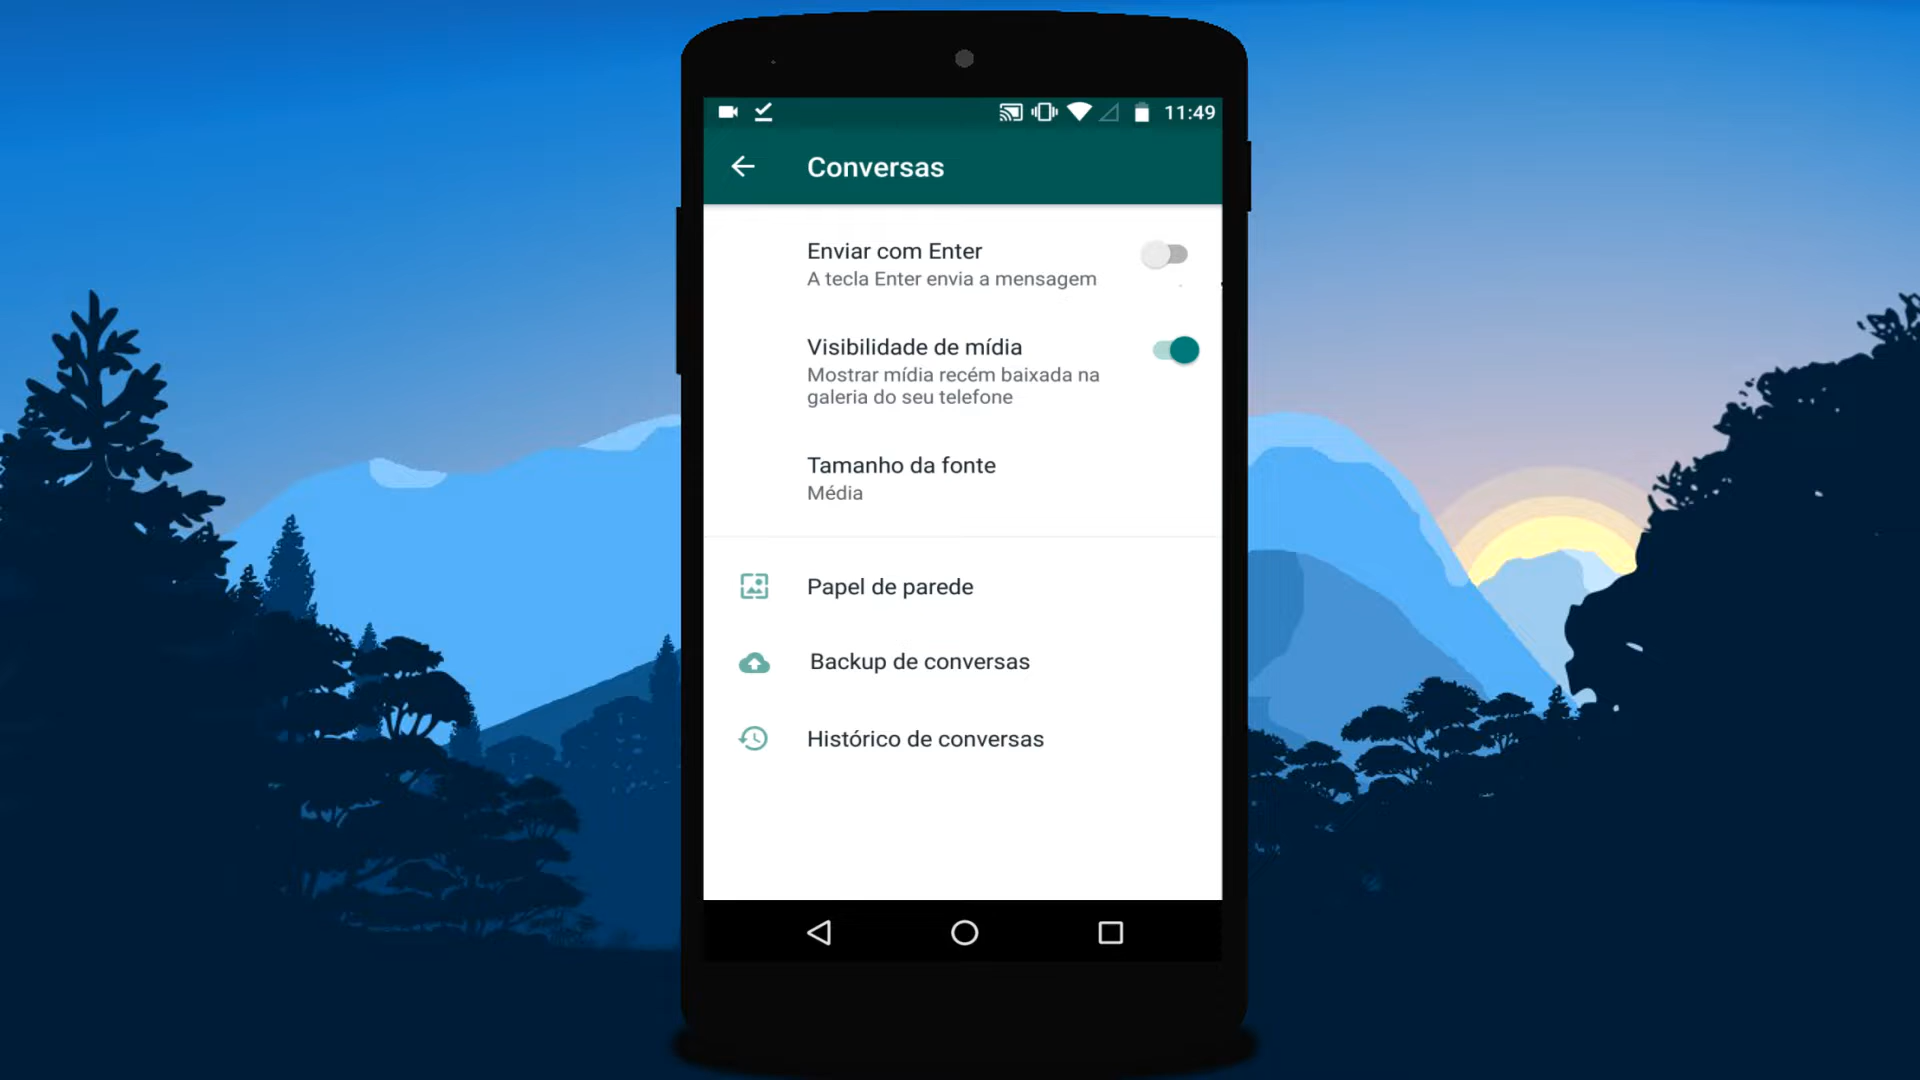 11:49
Conversas
Enviar com Enter
A tecla Enter envia a mensagem
Visibilidade de mídia
Mostrar mídia recém baixada na
galeria do seu telefone
Tamanho da fonte
Média
Papel de parede
Backup de conversas
Histórico de conversas